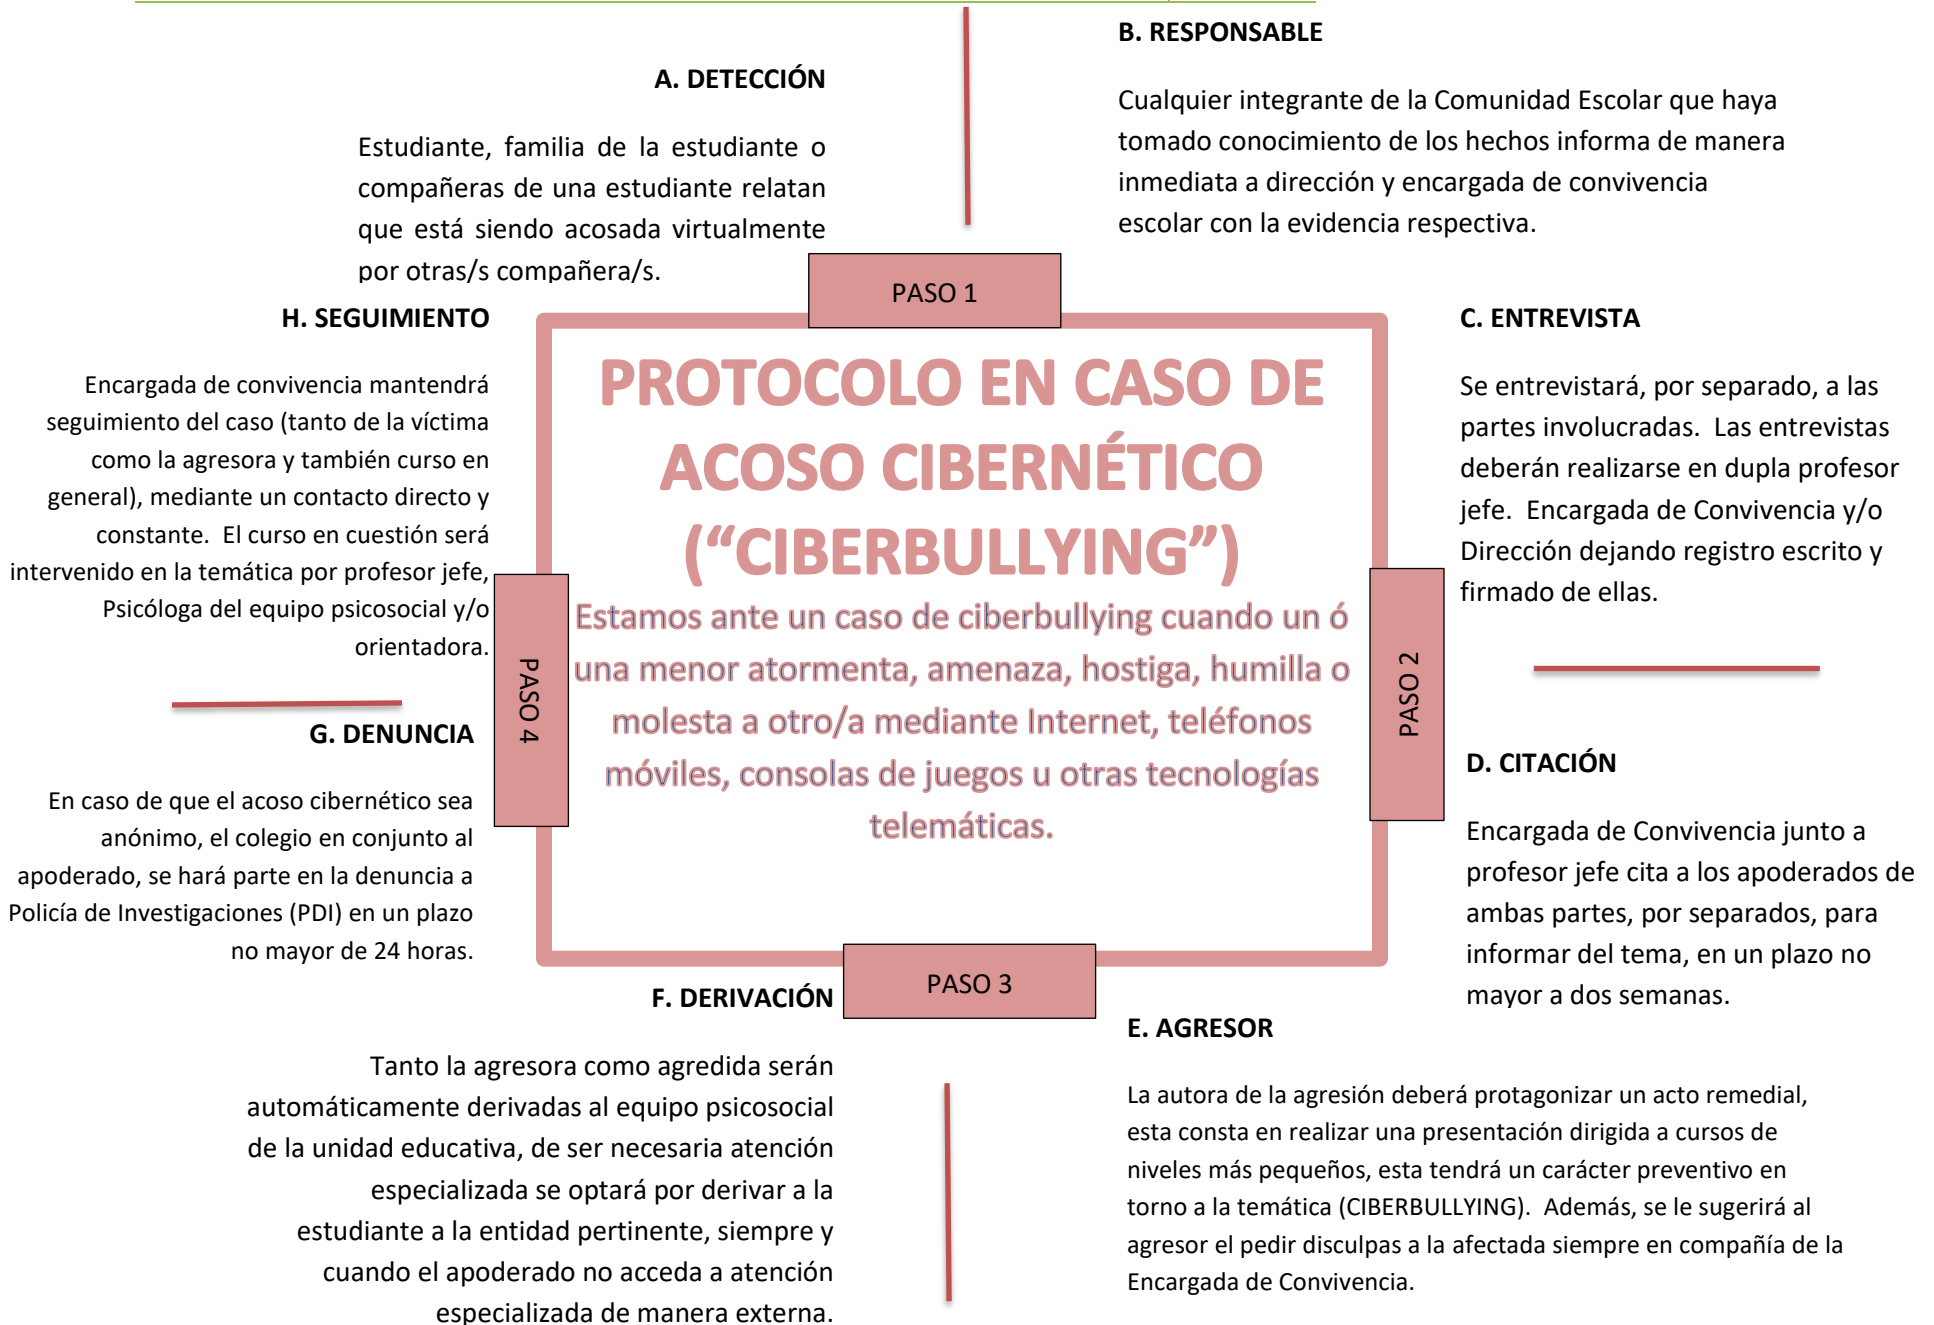 A. DETECCIÓN
Estudiante, familia de la estudiante o
compañeras de una estudiante relatan
que está siendo acosada virtualmente
por otras/s compañera/s.
B. RESPONSABLE
Cualquier integrante de la Comunidad Escolar que haya
tomado conocimiento de los hechos informa de manera
inmediata a dirección y encargada de convivencia
escolar con la evidencia respectiva.
PASO 1
PROTOCOLO EN CASO DE
ACOSO CIBERNÉTICO
(“CIBERBULLYING”)
Estamos ante un caso de ciberbullying cuando un ó
una menor atormenta, amenaza, hostiga, humilla o
molesta a otro/a mediante Internet, teléfonos
móviles, consolas de juegos u otras tecnologías
telemáticas.
C. ENTREVISTA
Se entrevistará, por separado, a las
partes involucradas. Las entrevistas
deberán realizarse en dupla profesor
jefe. Encargada de Convivencia y/o
Dirección dejando registro escrito y
firmado de ellas.
PASO 2
D. CITACIÓN
Encargada de Convivencia junto a
profesor jefe cita a los apoderados de
ambas partes, por separados, para
informar del tema, en un plazo no
mayor a dos semanas.
E. AGRESOR
La autora de la agresión deberá protagonizar un acto remedial,
esta consta en realizar una presentación dirigida a cursos de
niveles más pequeños, esta tendrá un carácter preventivo en
torno a la temática (CIBERBULLYING). Además, se le sugerirá al
agresor el pedir disculpas a la afectada siempre en compañía de la
Encargada de Convivencia.
PASO 3
F. DERIVACIÓN
Tanto la agresora como agredida serán
automáticamente derivadas al equipo psicosocial
de la unidad educativa, de ser necesaria atención
especializada se optará por derivar a la
estudiante a la entidad pertinente, siempre y
cuando el apoderado no acceda a atención
especializada de manera externa.
G. DENUNCIA
En caso de que el acoso cibernético sea
anónimo, el colegio en conjunto al
apoderado, se hará parte en la denuncia a
Policía de Investigaciones (PDI) en un plazo
no mayor de 24 horas.
PASO 4
H. SEGUIMIENTO
Encargada de convivencia mantendrá
seguimiento del caso (tanto de la víctima
como la agresora y también curso en
general), mediante un contacto directo y
constante. El curso en cuestión será
intervenido en la temática por profesor jefe,
Psicóloga del equipo psicosocial y/o
orientadora.